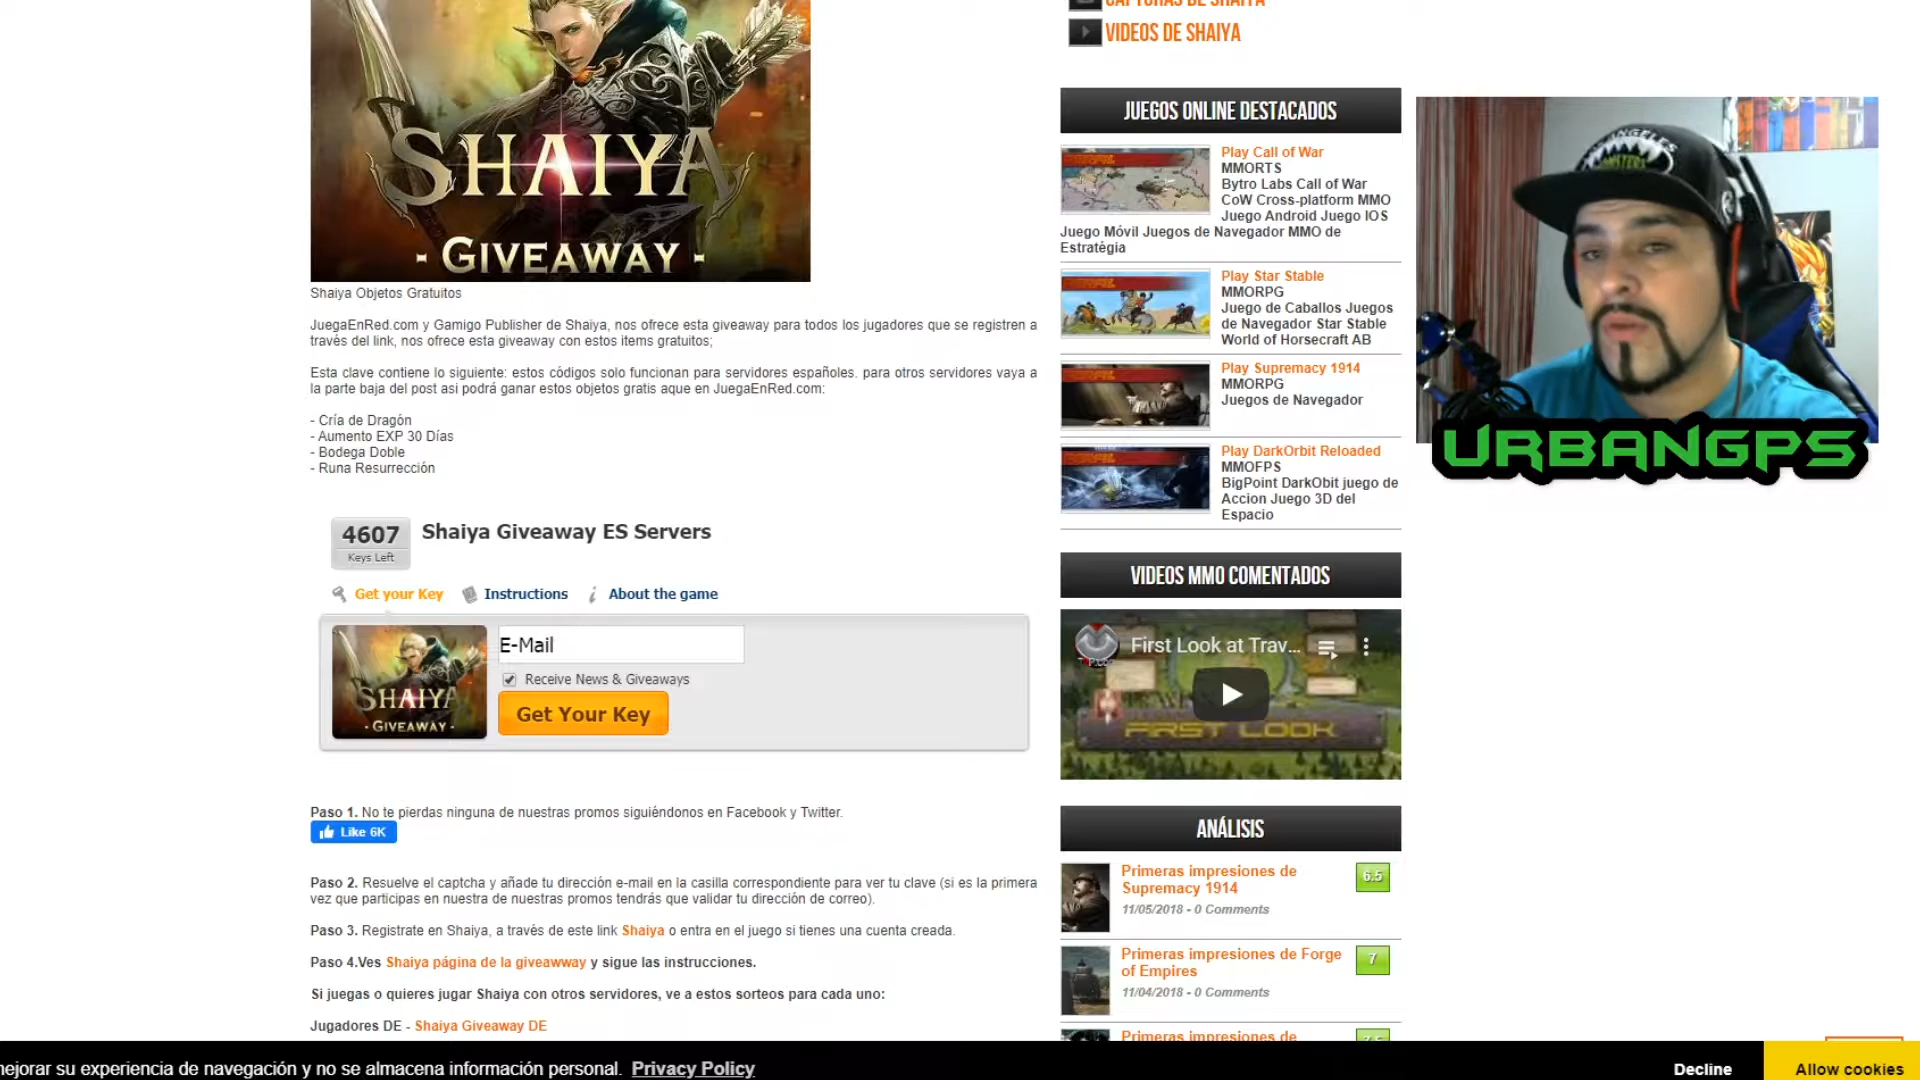 CAPTURAS DE SHAIYA
VIDEOS DE SHAIYA
SHAIYA
- GIVEAWAY -
Shaiya Objetos Gratuitos
JuegaEnRed.com y Gamigo Publisher de Shaiya, nos ofrece esta giveaway para todos los jugadores que se registren a
través del link, nos ofrece esta giveaway con estos items gratuitos;
Esta clave contiene lo siguiente: estos códigos solo funcionan para servidores españoles. para otros servidores vaya a
la parte baja del post asi podrá ganar estos objetos gratis aque en JuegaEnRed.com:
- Cría de Dragón
- Aumento EXP 30 Días
- Bodega Doble
- Runa Resurrección
4607
Keys Left
Shaiya Giveaway ES Servers
Get your Key
Instructions
About the game
SHAIYA
- GIVEAWAY -
E-Mail
Receive News & Giveaways
Get Your Key
Paso 1. No te pierdas ninguna de nuestras promos siguiéndonos en Facebook y Twitter.
Like 6K
Paso 2. Resuelve el captcha y añade tu dirección e-mail en la casilla correspondiente para ver tu clave (si es la primera
vez que participas en nuestra de nuestras promos tendrás que validar tu dirección de correo).
Paso 3. Registrate en Shaiya, a través de este link Shaiya o entra en el juego si tienes una cuenta creada.
Paso 4.Ves Shaiya página de la giveawway y sigue las instrucciones.
Si juegas o quieres jugar Shaiya con otros servidores, ve a estos sorteos para cada uno:
Jugadores DE - Shaiya Giveaway DE
JUEGOS ONLINE DESTACADOS
Play Call of War
MMORTS
Bytro Labs Call of War
CoW Cross-platform MMO
Juego Android Juego IOS
Juego Móvil Juegos de Navegador MMO de
Estratégia
Play Star Stable
MMORPG
Juego de Caballos Juegos
de Navegador Star Stable
World of Horsecraft AB
Play Supremacy 1914
MMORPG
Juegos de Navegador
Play DarkOrbit Reloaded
MMOFPS
BigPoint DarkObit juego de
Accion Juego 3D del
Espacio
VIDEOS MMO COMENTADOS
First Look at Trav...
FIRST LOOK
ANÁLISIS
Primeras impresiones de
Supremacy 1914
11/05/2018 - 0 Comments
6.5
Primeras impresiones de Forge
of Empires
11/04/2018 - 0 Comments
7
Primeras impresiones de
7.5
MONSTERS
URBANGPS
mejorar su experiencia de navegación y no se almacena información personal. Privacy Policy
Decline
Allow cookies